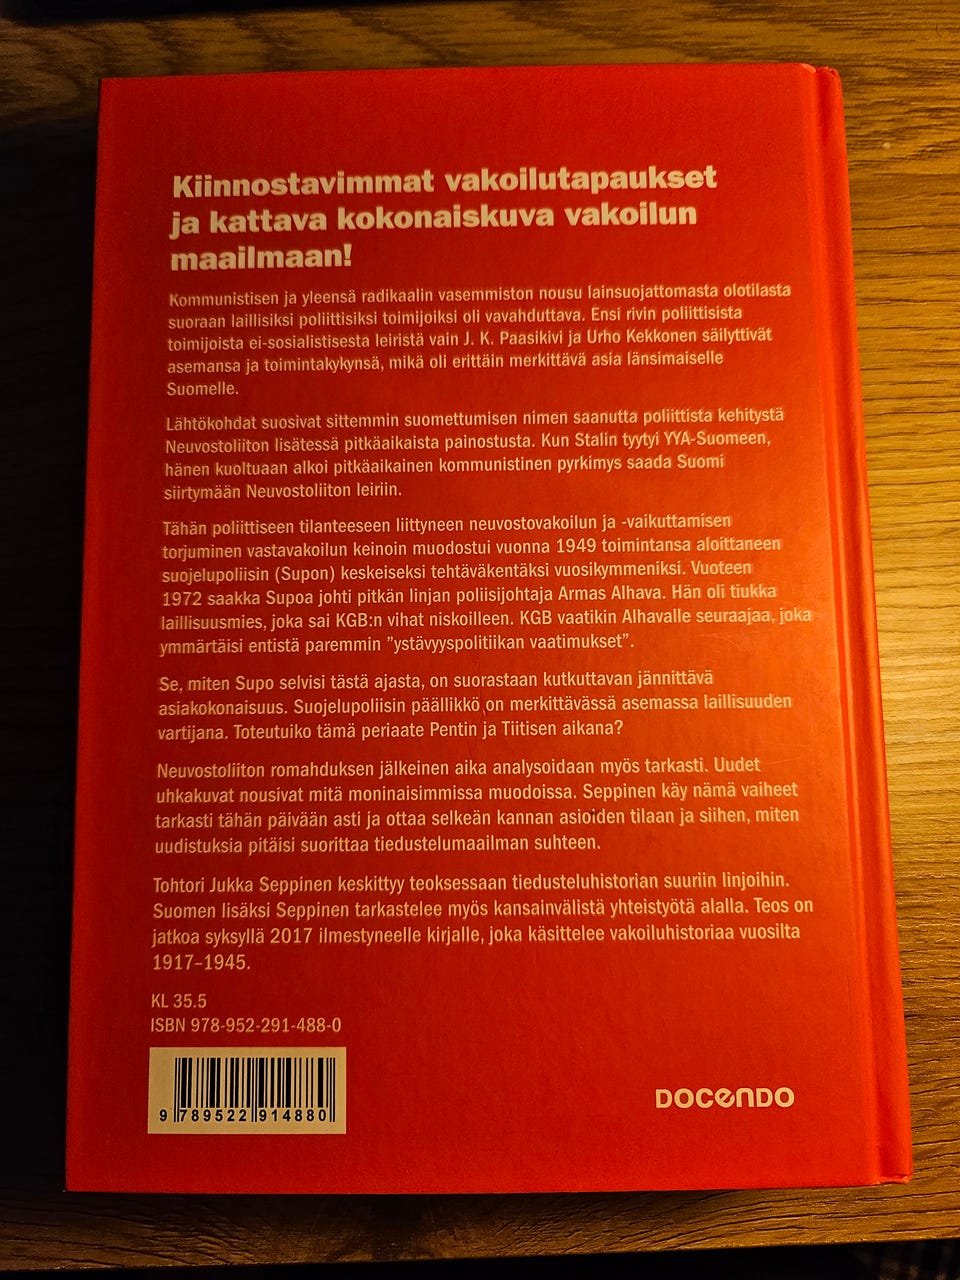 Kiinnostavimmat vakoilutapaukset
ja kattava kokonaiskuva vakoilun
maailmaan!
Kommunistisen ja yleensä radikaalin vasemmiston nousu lainsuojattomasta olotilasta
suoraan laillisiksi poliittisiksi toimijoiksi oli vavahduttava. Ensi rivin poliittisista
toimijoista ei-sosialistisesta leiristä vain J. K. Paasikivi ja Urho Kekkonen säilyttivät
asemansa ja toimintakykynsä, mikä oli erittäin merkittävä asia länsimaiselle
Suomelle.
Lähtökohdat suosivat sittemmin suomettumisen nimen saanutta poliittista kehitystä
Neuvostoliiton lisätessä pitkäaikaista painostusta. Kun Stalin tyytyi YYA-Suomeen,
hänen kuoltuaan alkoi pitkäaikainen kommunistinen pyrkimys saada Suomi
siirtymään Neuvostoliiton leiriin.
Tähän poliittiseen tilanteeseen liittyneen neuvostovakoilun ja -vaikuttamisen
torjuminen vastavakoilun keinoin muodostui vuonna 1949 toimintansa aloittaneen
suojelupoliisin (Supon) keskeiseksi tehtäväkentäksi vuosikymmeniksi. Vuoteen
1972 saakka Supoa johti pitkän linjan poliisijohtaja Armas Alhava. Hän oli tiukka
laillisuusmies, joka sai KGB:n vihat niskoilleen. KGB vaatikin Alhavalle seuraajaa, joka
ymmärtäisi entistä paremmin ”ystävyyspolitiikan vaatimukset”.
Se, miten Supo selvisi tästä ajasta, on suorastaan kutkuttavan jännittävä
asiakokonaisuus. Suojelupoliisin päällikkö on merkittävässä asemassa laillisuuden
vartijana. Toteutuiko tämä periaate Pentin ja Tiitisen aikana?
Neuvostoliiton romahduksen jälkeinen aika analysoidaan myös tarkasti. Uudet
uhkakuvat nousivat mitä moninaisimmissa muodoissa. Seppinen käy nämä vaiheet
tarkasti tähän päivään asti ja ottaa selkeän kannan asioiden tilaan ja siihen, miten
uudistuksia pitäisi suorittaa tiedustelumaailman suhteen.
Tohtori Jukka Seppinen keskittyy teoksessaan tiedusteluhistorian suuriin linjoihin.
Suomen lisäksi Seppinen tarkastelee myös kansainvälistä yhteistyötä alalla. Teos on
jatkoa syksyllä 2017 ilmestyneelle kirjalle, joka käsittelee vakoiluhistoriaa vuosilta
1917–1945.
KL 35.5
ISBN 978-952-291-488-0
9 789522 914880
DOCENDO